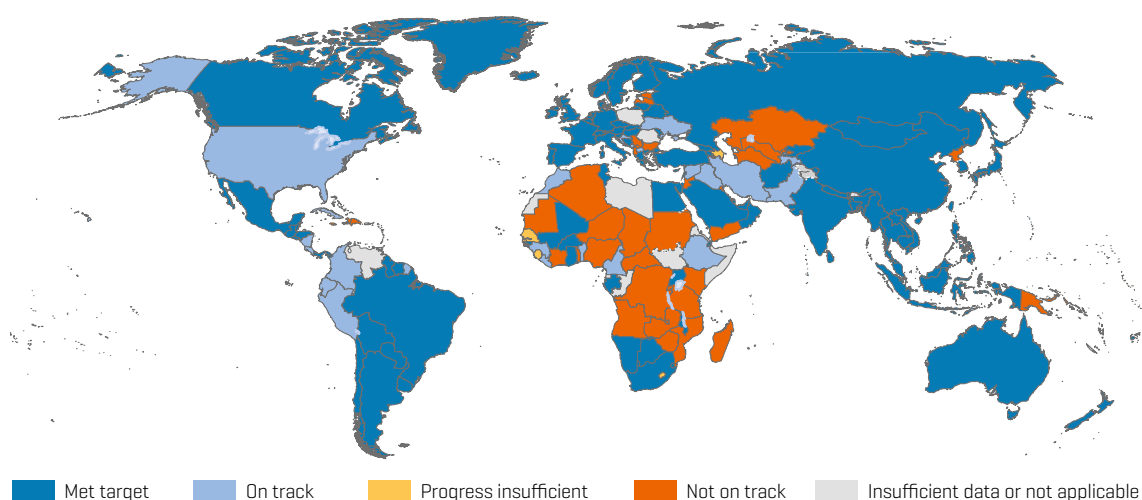 Met target On track Progress insufficient Not on track Insufficient data or not applicable